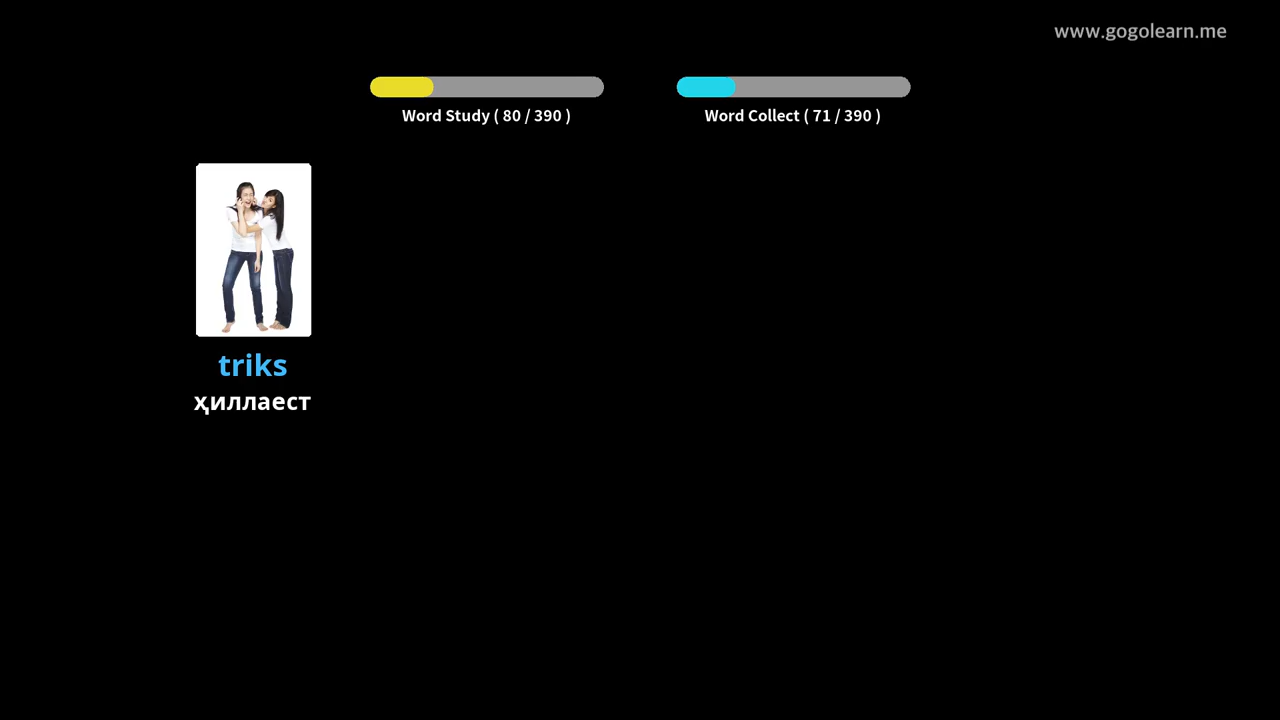 www.gogolearn.me
Word Study ( 80 / 390 )
Word Collect ( 71 / 390 )
triks
ҳиллаест